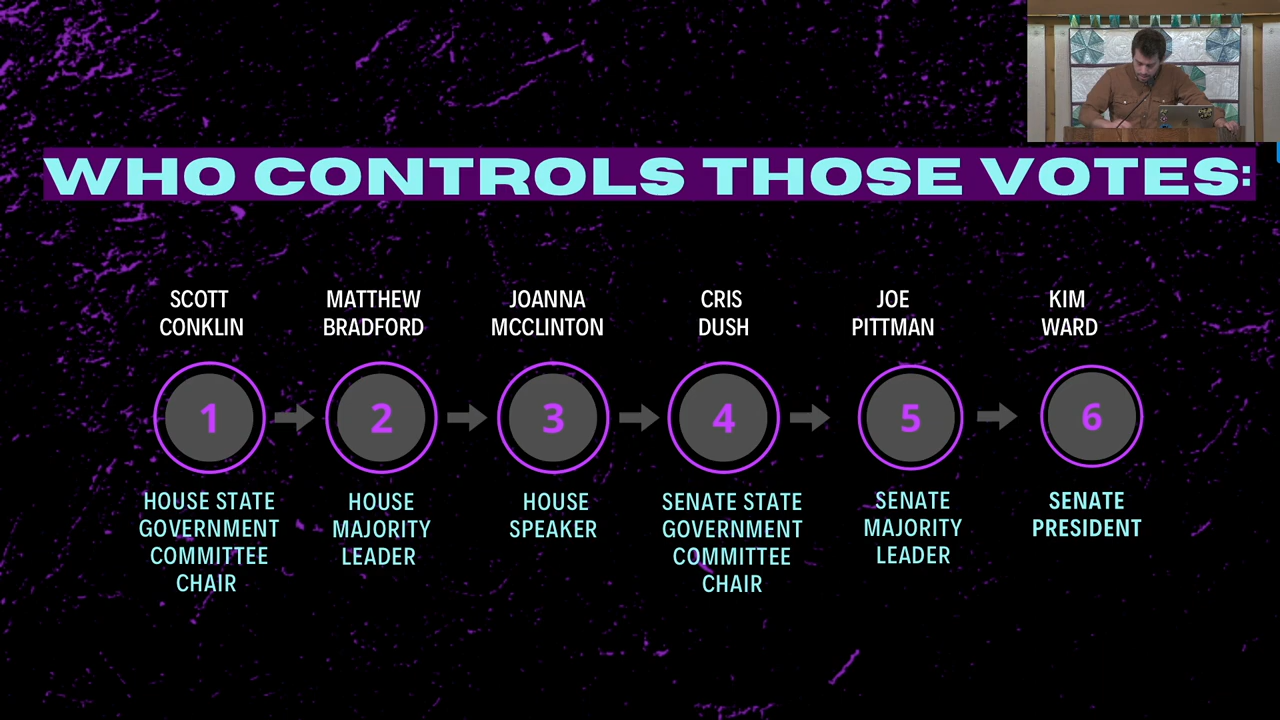 WHO CONTROLS THOSE VOTES:
SCOTT
CONKLIN
MATTHEW
BRADFORD
JOANNA
MCCLINTON
CRIS
DUSH
JOE
PITTMAN
KIM
WARD
1
2
3
4
5
6
HOUSE STATE
GOVERNMENT
COMMITTEE
CHAIR
HOUSE
MAJORITY
LEADER
HOUSE
SPEAKER
SENATE STATE
GOVERNMENT
COMMITTEE
CHAIR
SENATE
MAJORITY
LEADER
SENATE
PRESIDENT